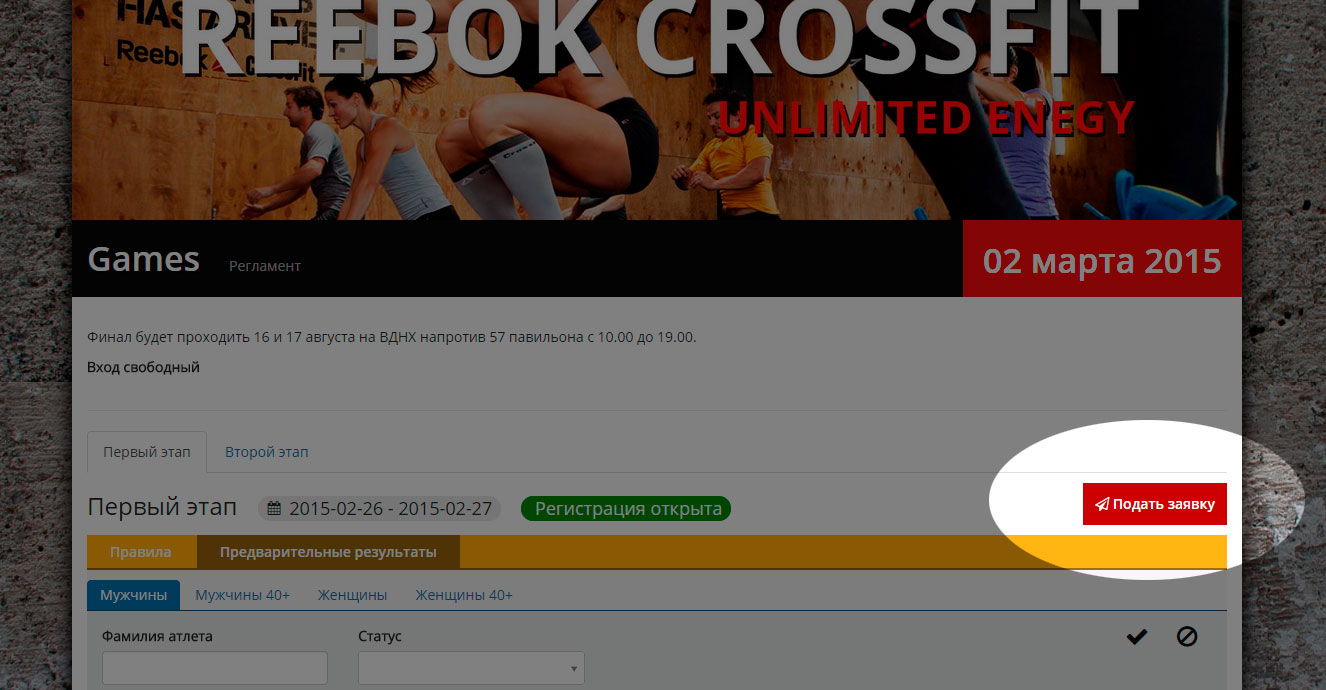 HASTARME
Reebok CrossFit
REEBOK CROSSFIT
UNLIMITED ENEGY
Games Регламент 02 марта 2015
Финал будет проходить 16 и 17 августа на ВДНХ напротив 57 павильона с 10.00 до 19.00.
Вход свободный
Первый этап Второй этап
Первый этап 2015-02-26 - 2015-02-27 Регистрация открыта Подать заявку
Правила Предварительные результаты
Мужчины Мужчины 40+ Женщины Женщины 40+
Фамилия атлета Статус